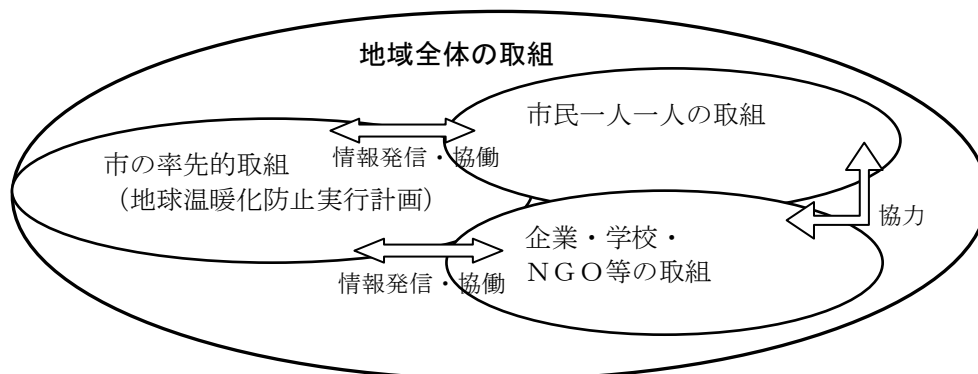 地域全体の取組
市民一人一人の取組
情報発信・協働
市の率先的取組
（地球温暖化防止実行計画）
協力
企業・学校・
ＮＧＯ等の取組
情報発信・協働